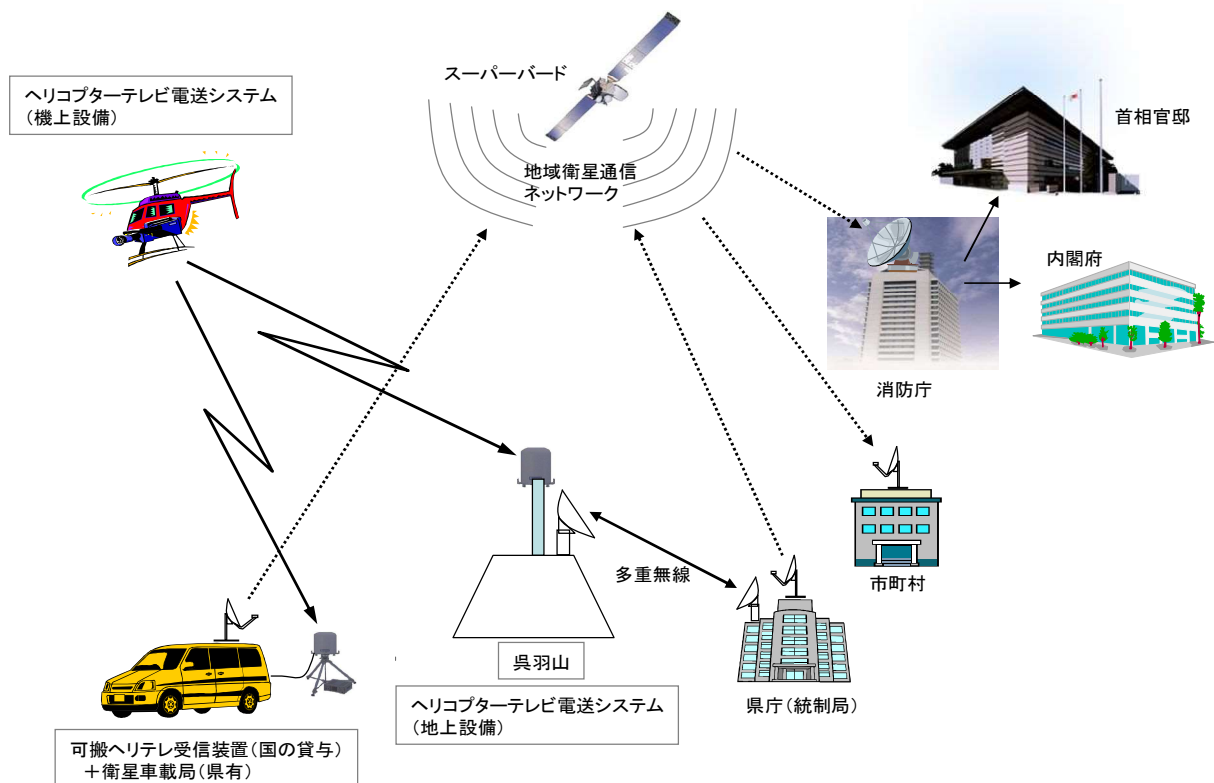 スーパーバード
地域衛星通信
ネットワーク
ヘリコプターテレビ電送システム
(機上設備)
首相官邸
内閣府
消防庁
市町村
多重無線
県庁(統制局)
呉羽山
ヘリコプターテレビ電送システム
(地上設備)
可搬ヘリテレ受信装置(国の貸与)
+衛星車載局(県有)